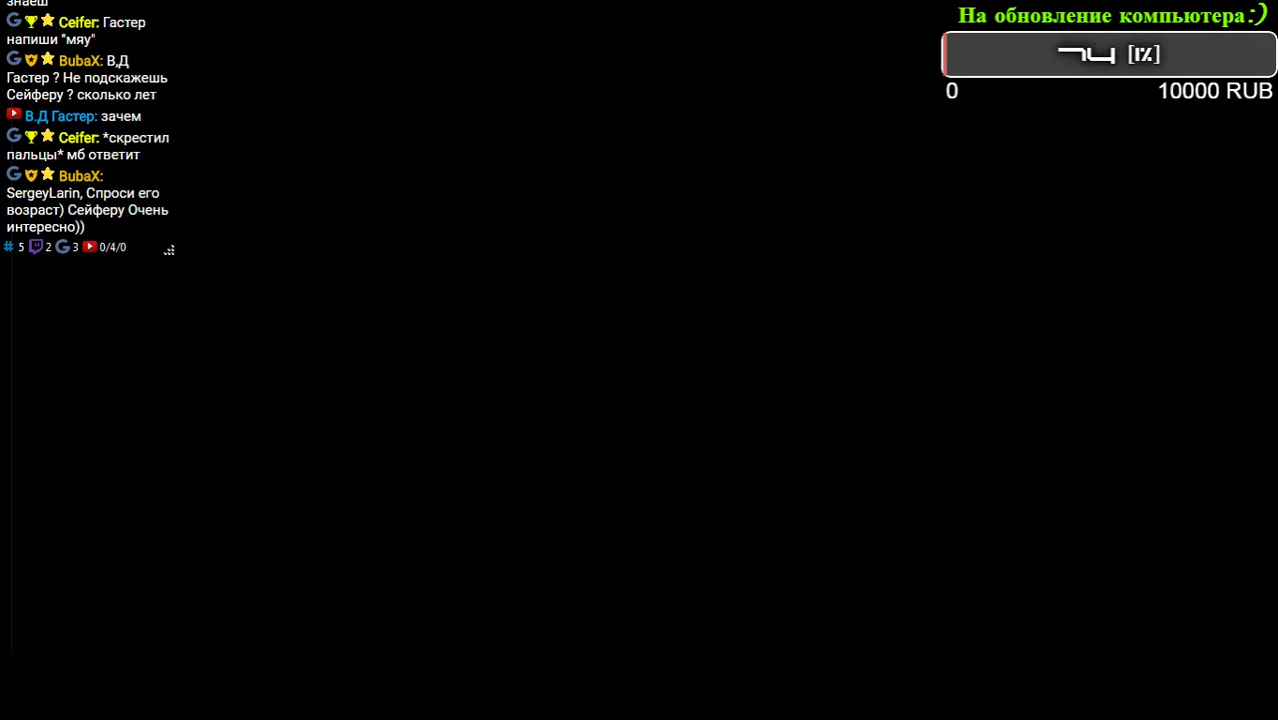 знаеш
Ceifer: Гастер
напиши "мяу"
BubaX: В,Д
Гастер ? Не подскажешь
Сейферу ? сколько лет
В.Д Гастер: зачем
Ceifer: *скрестил
пальцы* мб ответит
BubaX:
SergeyLarin, Спроси его
возраст) Сейферу Очень
интересно))
# 5 2 G 3 0/4/0
На обновление компьютера:)
74 [1%]
0 10000 RUB